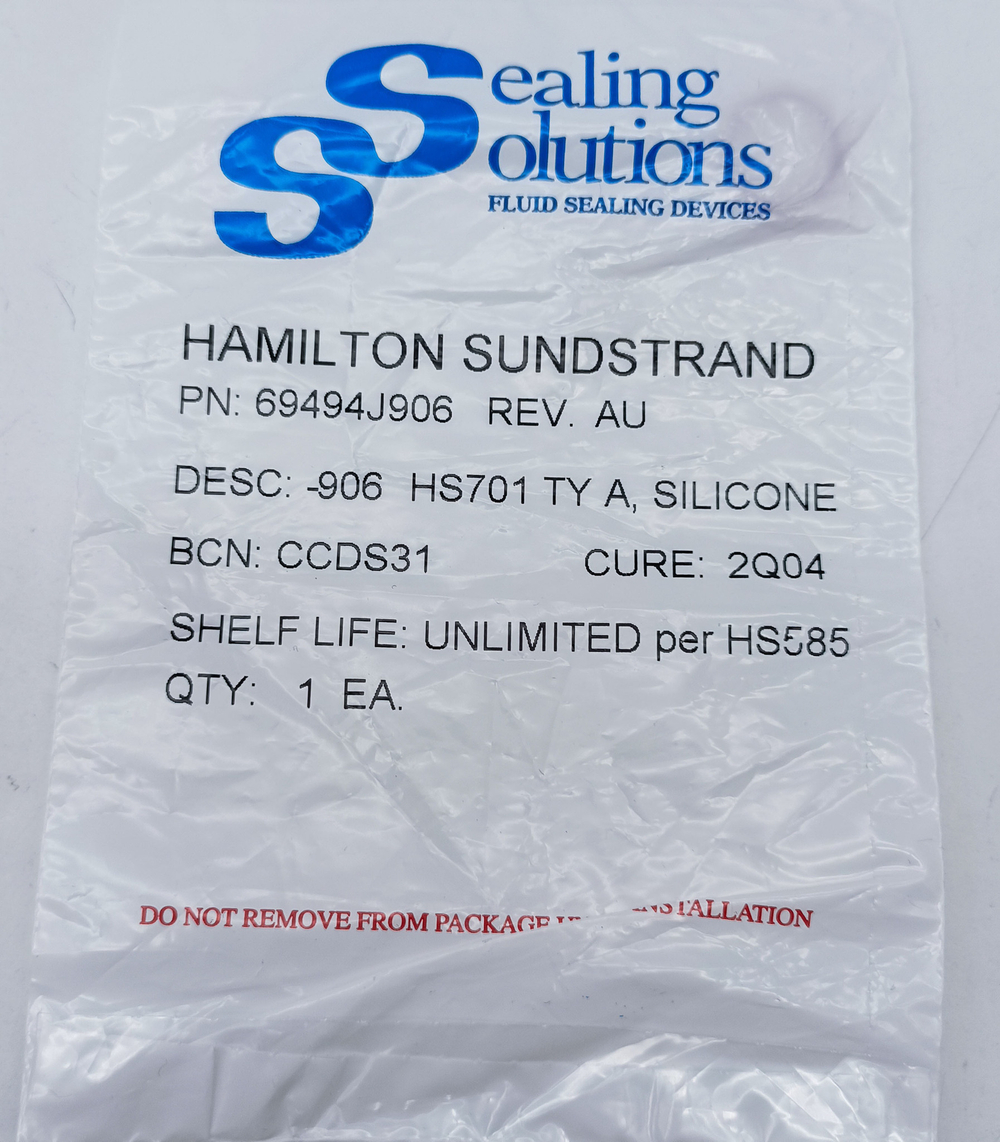 Sealing
Solutions
FLUID SEALING DEVICES
HAMILTON SUNDSTRAND
PN: 69494J906 REV. AU
DESC: -906 HS701 TY A, SILICONE
BCN: CCDS31 CURE: 2Q04
SHELF LIFE: UNLIMITED per HS585
QTY: 1 EA.
DO NOT REMOVE FROM PACKAGE INSTALLATION